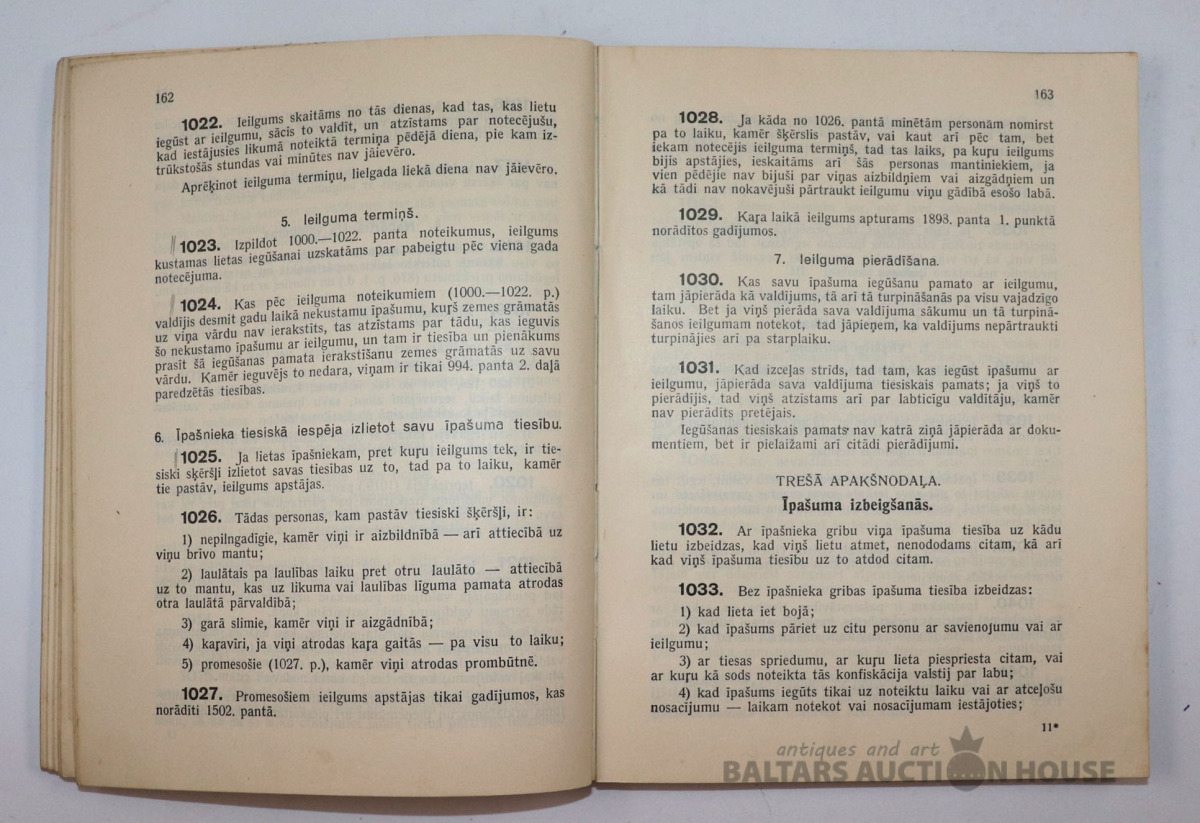 162
1022. Ieilgums skaitāms no tās dienas, kad tas, kas lietu
iegūst ar ieilgumu, sācis to valdīt, un atzīstams par notecējušu,
kad iestājusies likumā noteiktā termiņa pēdējā diena, pie kam iz-
trūkstošās stundas vai minūtes nav jāievēro.
Aprēķinot ieilguma termiņu, lielgada liekā diena nav jāievēro.
5. Ieilguma termiņš.
1023. Izpildot 1000.—1022. panta noteikumus, ieilgums
kustamas lietas iegūšanai uzskatāms par pabeigtu pēc viena gada
notecējuma.
1024. Kas pēc ieilguma noteikumiem (1000.—1022. p.)
valdījis desmit gadu laikā nekustamu īpašumu, kuŗš zemes grāmatās
uz viņa vārdu nav ierakstīts, tas atzīstams par tādu, kas ieguvis
šo nekustamo īpašumu ar ieilgumu, un tam ir tiesība un pienākums
prasīt šā iegūšanas pamata ierakstīšanu zemes grāmatās uz savu
vārdu. Kamēr ieguvējs to nedara, viņam ir tikai 994. panta 2. daļā
paredzētās tiesības.
6. Īpašnieka tiesiskā iespēja izlietot savu īpašuma tiesību.
1025. Ja lietas īpašniekam, pret kuŗu ieilgums tek, ir tie-
siski šķēršļi izlietot savas tiesības uz to, tad pa to laiku, kamēr
tie pastāv, ieilgums apstājas.
1026. Tādas personas, kam pastāv tiesiski šķēršļi, ir:
1) nepilngadīgie, kamēr viņi ir aizbildnībā — arī attiecībā uz
viņu brīvo mantu;
2) laulātais pa laulības laiku pret otru laulāto — attiecībā
uz to mantu, kas uz likuma vai laulības līguma pamata atrodas
otra laulātā pārvaldībā;
3) garā slimie, kamēr viņi ir aizgādnībā;
4) kaŗavīri, ja viņi atrodas kaŗa gaitās — pa visu to laiku;
5) promesošie (1027. p.), kamēr viņi atrodas prombūtnē.
1027. Promesošiem ieilgums apstājas tikai gadījumos, kas
norādīti 1502. pantā.
163
1028. Ja kāda no 1026. pantā minētām personām nomirst
pa to laiku, kamēr šķērslis pastāv, vai kaut arī pēc tam, bet
iekam notecējis ieilguma termiņš, tad tas laiks, pa kuŗu ieilgums
bijis apstājies, ieskaitāms arī šās personas mantiniekiem, ja
vien pēdējie nav bijuši par viņas aizbildņiem vai aizgādņiem un
kā tādi nav nokavējuši pārtraukt ieilgumu viņu gādībā esošo labā.
1029. Kaŗa laikā ieilgums apturams 1898. panta 1. punktā
norādītos gadījumos.
7. Ieilguma pierādīšana.
1030. Kas savu īpašuma iegūšanu pamato ar ieilgumu,
tam jāpierāda kā valdījums, tā arī tā turpināšanās pa visu vajadzīgo
laiku. Bet ja viņš pierāda sava valdījuma sākumu un tā turpinā-
šanos ieilgumam notekot, tad jāpieņem, ka valdījums nepārtraukti
turpinājies arī pa starplaiku.
1031. Kad izceļas strīds, tad tam, kas iegūst īpašumu ar
ieilgumu, jāpierāda sava valdījuma tiesiskais pamats; ja viņš to
pierādījis, tad viņš atzīstams arī par labticīgu valdītāju, kamēr
nav pierādīts pretējais.
Iegūšanas tiesiskais pamats nav katrā ziņā jāpierāda ar doku-
mentiem, bet ir pielaižami arī citādi pierādījumi.
TREŠĀ APAKŠNODAĻA.
Īpašuma izbeigšanās.
1032. Ar īpašnieka gribu viņa īpašuma tiesība uz kādu
lietu izbeidzas, kad viņš lietu atmet, nenododams citam, kā arī
kad viņš īpašuma tiesību uz to atdod citam.
1033. Bez īpašnieka gribas īpašuma tiesība izbeidzas:
1) kad lieta iet bojā;
2) kad īpašums pāriet uz citu personu ar savienojumu vai ar
ieilgumu;
3) ar tiesas spriedumu, ar kuŗu lieta piespriesta citam, vai
ar kuŗu kā sods noteikta tās konfiskācija valstij par labu;
4) kad īpašums iegūts tikai uz noteiktu laiku vai ar atceļošu
nosacījumu — laikam notekot vai nosacījumam iestājoties;
11*
antiques and art
BALTARS AUCTION HOUSE